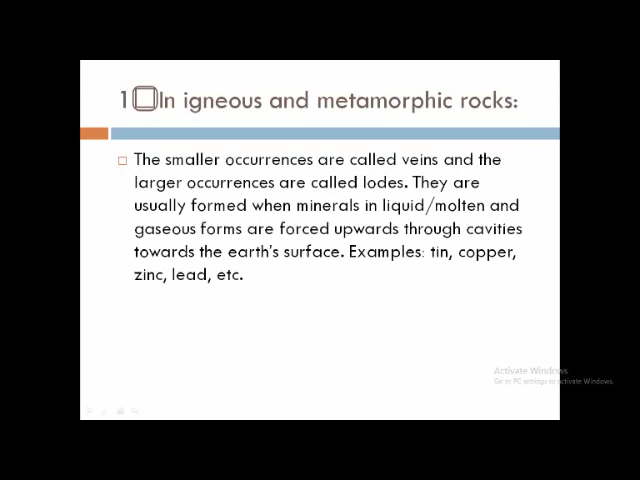 1□In igneous and metamorphic rocks:
The smaller occurrences are called veins and the
larger occurrences are called lodes. They are
usually formed when minerals in liquid/molten and
gaseous forms are forced upwards through cavities
towards the earth's surface. Examples: tin, copper,
zinc, lead, etc.
Activate Windows
Go to PC settings to activate Windows.